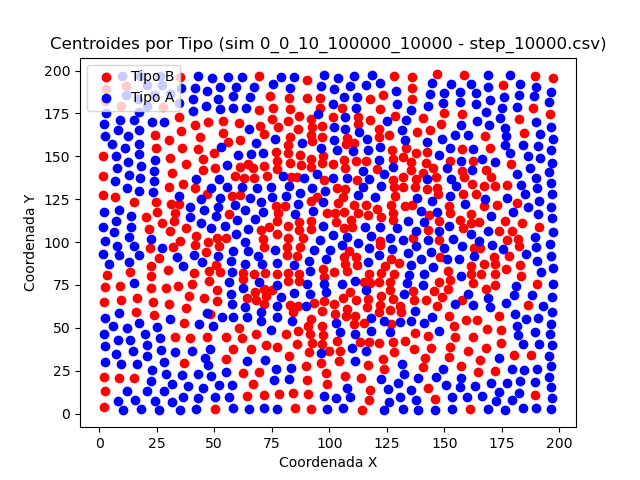 Centroides por Tipo (sim 0_0_10_100000_10000 - step_10000.csv)
Tipo B
Tipo A
Coordenada Y
200
175
150
125
100
75
50
25
0
0 25 50 75 100 125 150 175 200
Coordenada X